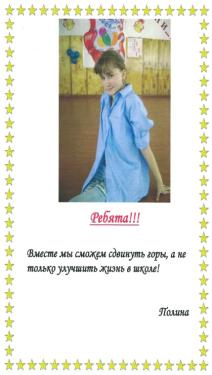 Ребята!!!
Вместе мы сможем сдвинуть горы, а не
только улучшить жизнь в школе!
Полина